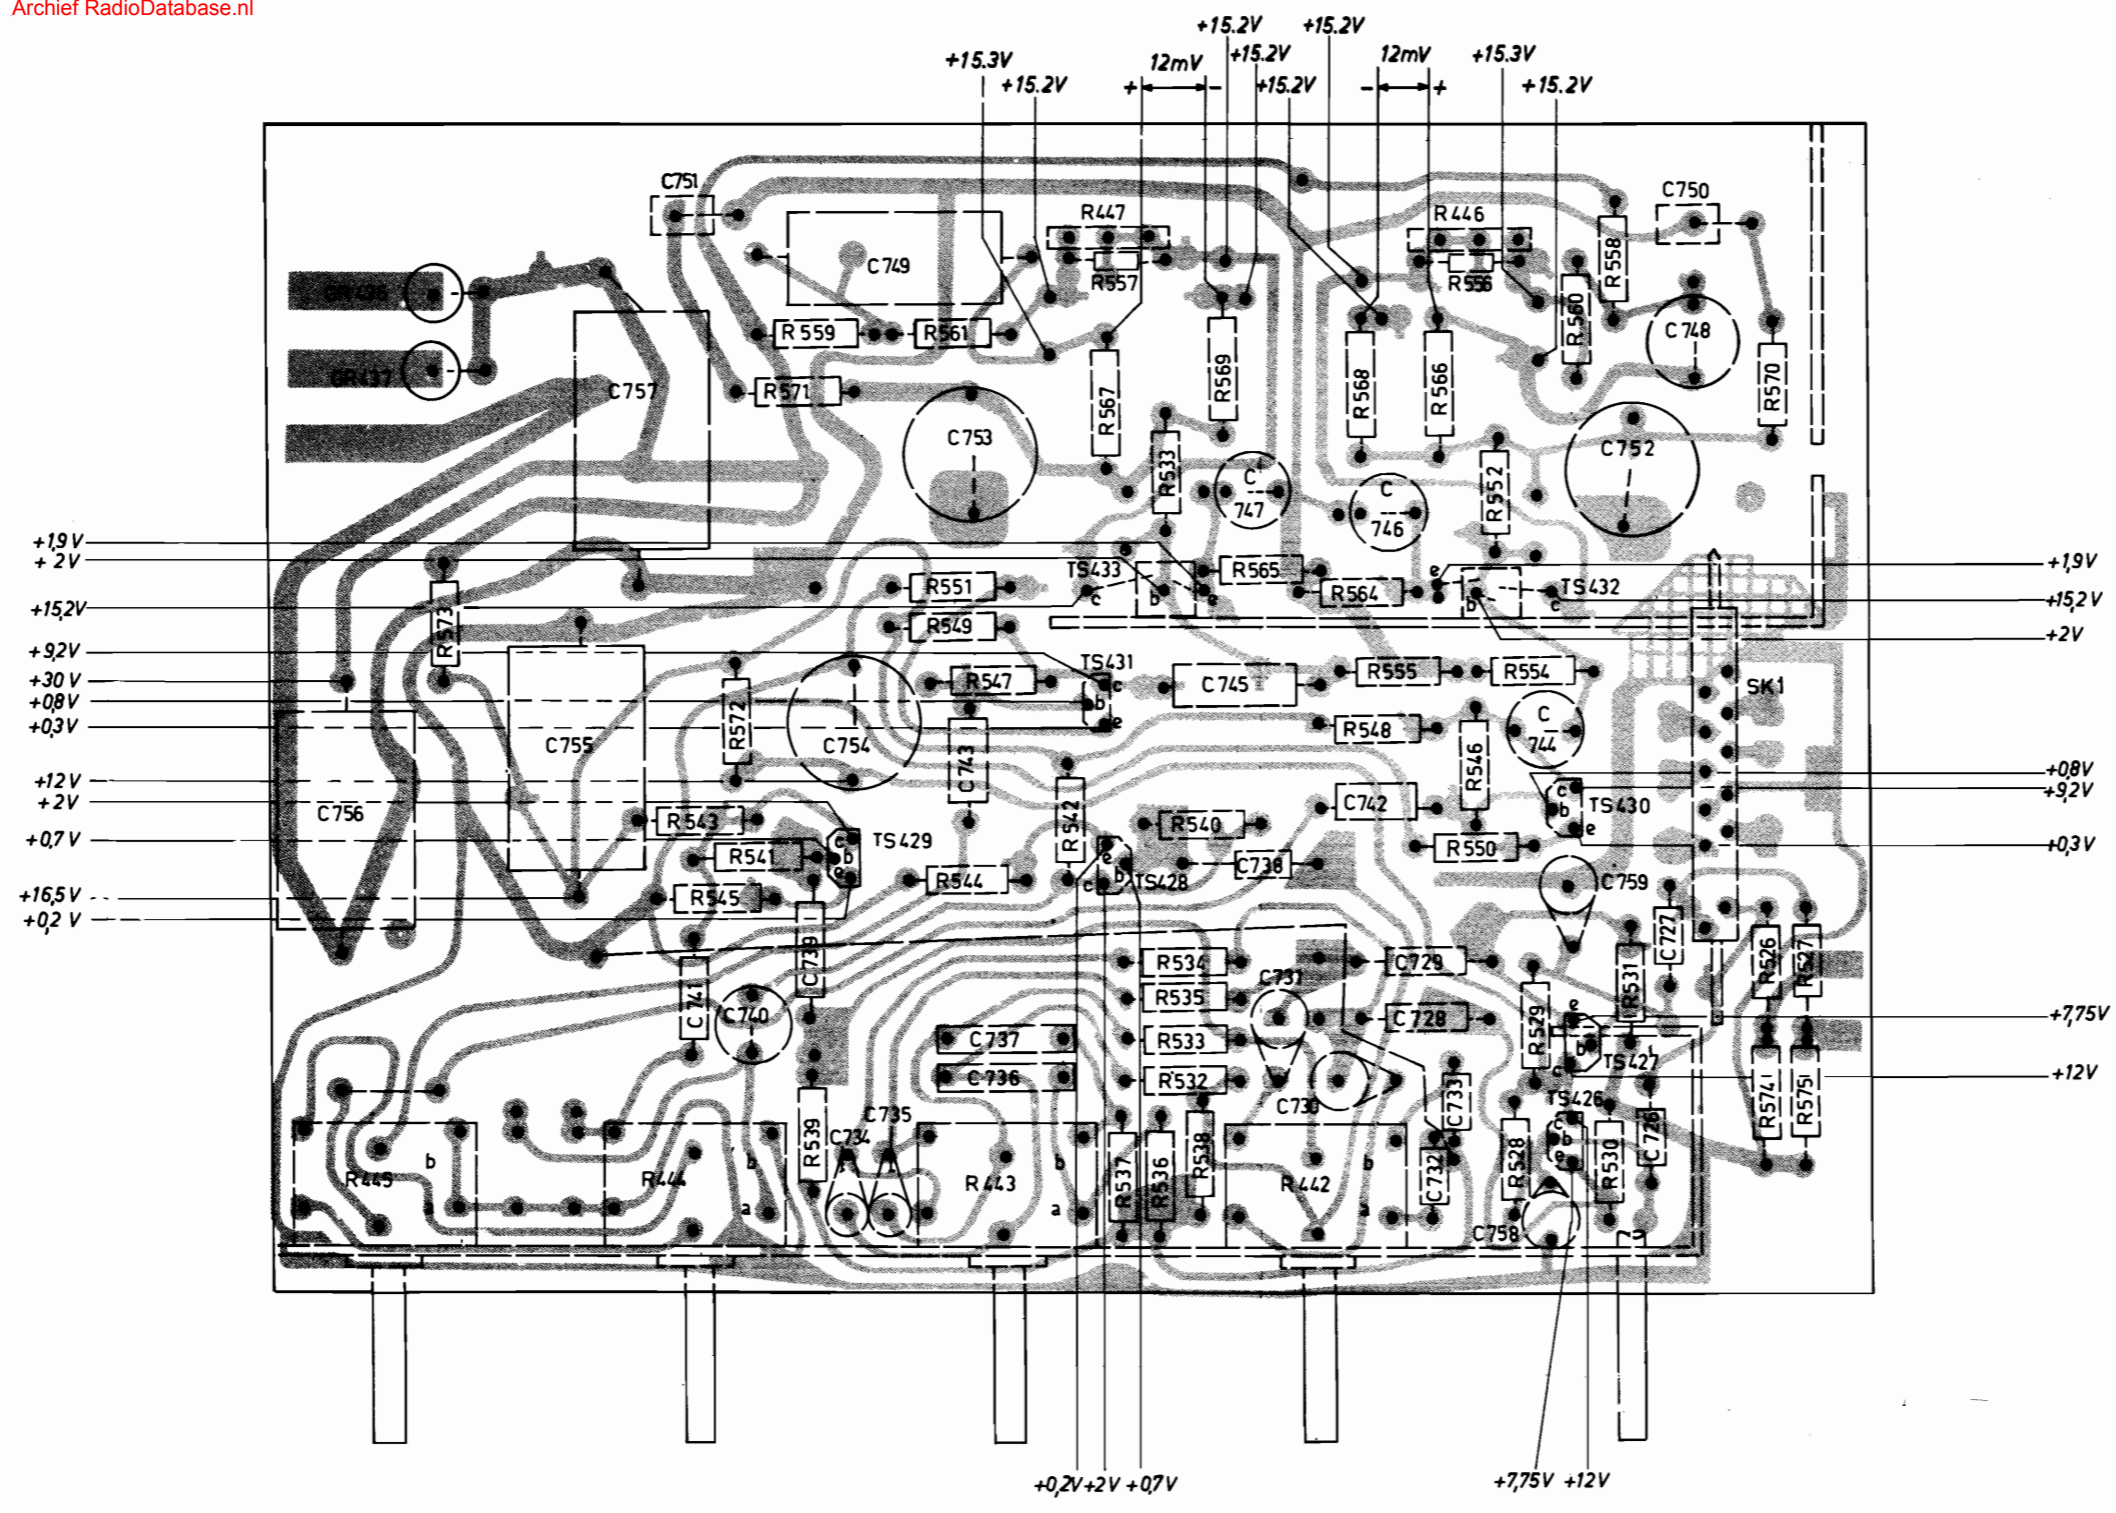 Archief RadioDatabase.nl
+15.2V
+15.2V
+15.3V
12mV
+15.2V
12mV
+15.3V
+15.2V
+
-
+15.2V
-
+
+15.2V
C751
C750
R447
R446
R558
C749
R557
R556
GR436
R560
R559
R561
C748
GR437
C757
R571
R567
R569
R568
R566
R570
C753
C752
R533
R552
C
747
C
746
+1,9V
+2V
+1,9V
TS433
e
c
b
e
R565
R564
e
b
c
TS432
R551
+15,2V
+15,2V
R573
R549
+2V
+9,2V
TS431
+30V
R547
c
C745
R555
R554
SK1
+0,8V
b
+0,3V
R572
e
C755
C754
R548
C
744
C743
R546
+12V
+0,8V
+2V
C756
c
TS430
+9,2V
C742
b
R543
R542
R540
e
+0,7V
c
TS429
+0,3V
R541
b
e
R550
e
b
C738
TS428
c
R544
C759
+16,5V
R545
+0,2V
C727
C739
R534
C729
R531
R526
R527
C731
C741
R535
C740
C728
R529
e
+7,75V
C737
R533
b
TS427
C736
R532
c
+12V
C730
C733
R574
R575
TS426
C735
c
C734
R539
b
R538
e
C726
R445
b
R444
b
R443
b
R537
R536
R442
b
C732
R528
R530
a
a
a
a
C758
+0,2V
+2V
+0,7V
+7,75V
+12V